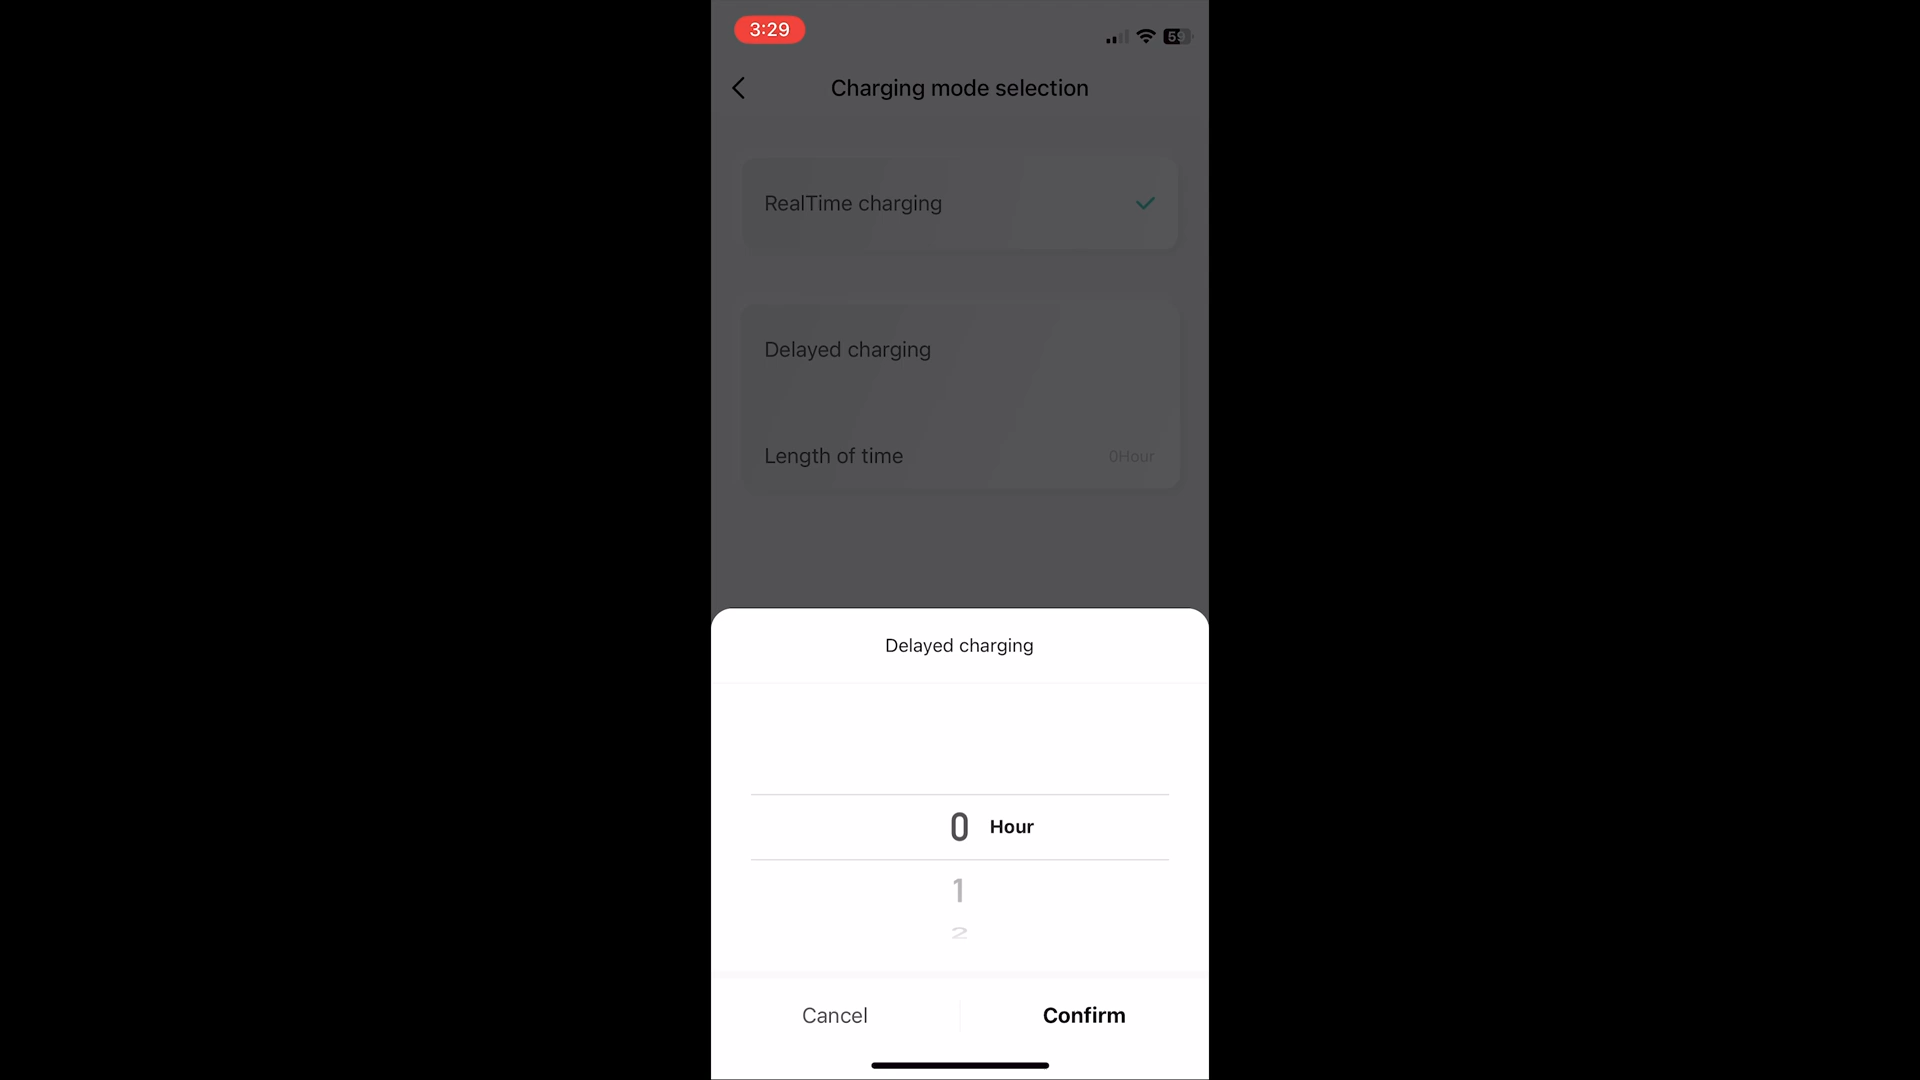 3:29
59
Charging mode selection
RealTime charging
Delayed charging
Length of time 0Hour
Delayed charging
0 Hour
1
2
Cancel Confirm